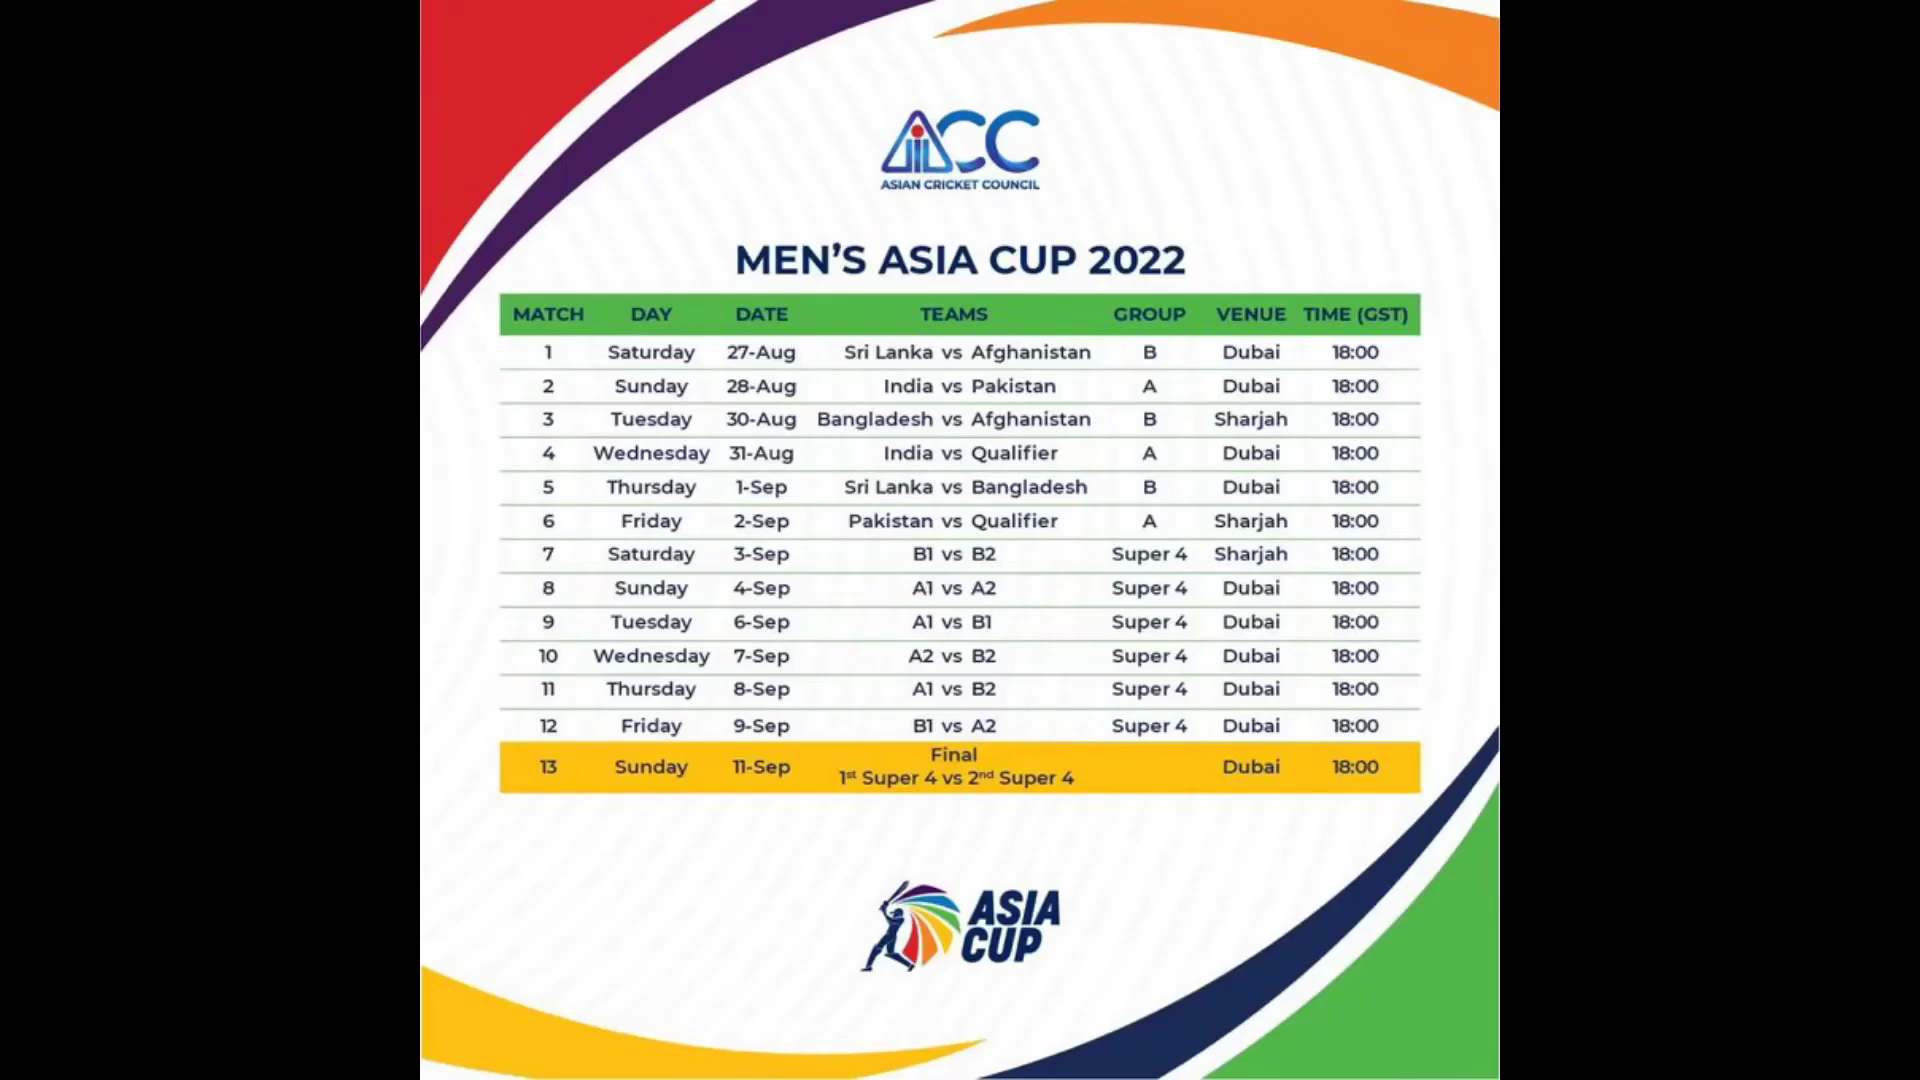 ACC
ASIAN CRICKET COUNCIL
MEN'S ASIA CUP 2022
MATCH DAY DATE TEAMS GROUP VENUE TIME (GST)
1 Saturday 27-Aug Sri Lanka vs Afghanistan B Dubai 18:00
2 Sunday 28-Aug India vs Pakistan A Dubai 18:00
3 Tuesday 30-Aug Bangladesh vs Afghanistan B Sharjah 18:00
4 Wednesday 31-Aug India vs Qualifier A Dubai 18:00
5 Thursday 1-Sep Sri Lanka vs Bangladesh B Dubai 18:00
6 Friday 2-Sep Pakistan vs Qualifier A Sharjah 18:00
7 Saturday 3-Sep B1 vs B2 Super 4 Sharjah 18:00
8 Sunday 4-Sep A1 vs A2 Super 4 Dubai 18:00
9 Tuesday 6-Sep A1 vs B1 Super 4 Dubai 18:00
10 Wednesday 7-Sep A2 vs B2 Super 4 Dubai 18:00
11 Thursday 8-Sep A1 vs B2 Super 4 Dubai 18:00
12 Friday 9-Sep B1 vs A2 Super 4 Dubai 18:00
13 Sunday 11-Sep Final Dubai 18:00
1st Super 4 vs 2nd Super 4
ASIA
CUP